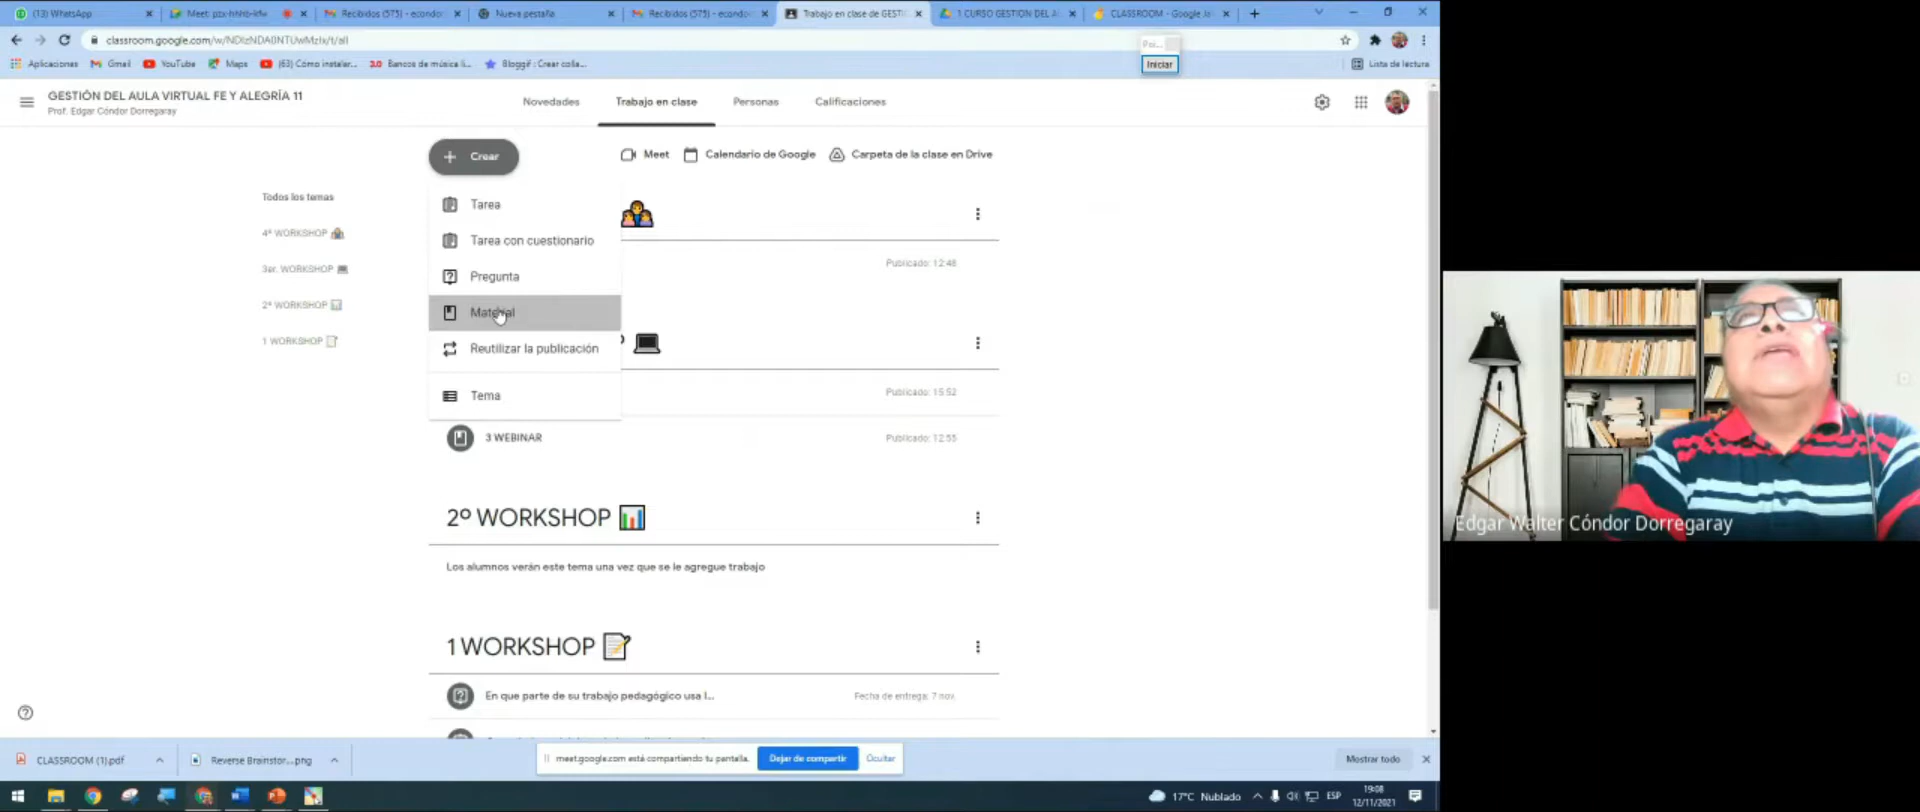 (13) WhatsApp
Meet: pzx-hhhs-kfw
Recibidos (575) - econdo
Nueva pestaña
Recibidos (575) - econdo
Trabajo en clase de GESTI
1 CURSO GESTION DEL A
CLASSROOM - Google Ja
classroom.google.com/w/
Por...
Iniciar
Aplicaciones
Gmail
YouTube
Maps
(63) Cómo instalar...
Bancos de música li...
Bloggif : Crear colla...
Lista de lectura
GESTIÓN DEL AULA VIRTUAL FE Y ALEGRÍA 11
Prof. Edgar Cóndor Dorregaray
Novedades
Trabajo en clase
Personas
Calificaciones
Crear
Meet
Calendario de Google
Carpeta de la clase en Drive
Todos los temas
4º WORKSHOP
3er. WORKSHOP
2º WORKSHOP
1 WORKSHOP
Tarea
Tarea con cuestionario
Pregunta
Material
Reutilizar la publicación
Tema
Publicado: 12:48
Publicado: 15:52
3 WEBINAR
Publicado: 12:55
2º WORKSHOP
Los alumnos verán este tema una vez que se le agregue trabajo
1 WORKSHOP
En que parte de su trabajo pedagógico usa l...
Fecha de entrega: 7 nov.
Edgar Walter Cóndor Dorregaray
CLASSROOM (1).pdf
Reverse Brainstor....png
meet.google.com está compartiendo tu pantalla.
Dejar de compartir
Ocultar
Mostrar todo
17°C Nublado
ESP
19:08
12/11/2021